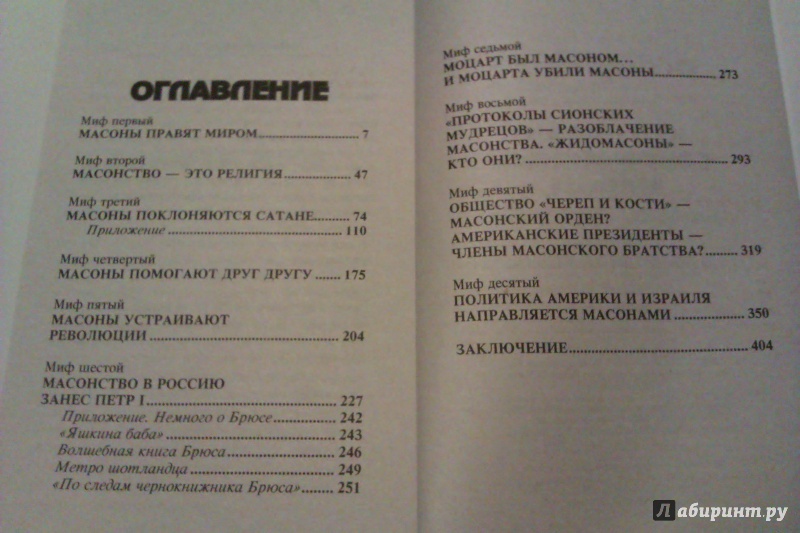 ОГЛАВЛЕНИЕ
Миф первый
МАСОНЫ ПРАВЯТ МИРОМ........................ 7
Миф второй
МАСОНСТВО — ЭТО РЕЛИГИЯ................ 47
Миф третий
МАСОНЫ ПОКЛОНЯЮТСЯ САТАНЕ.......... 74
Приложение................................ 110
Миф четвертый
МАСОНЫ ПОМОГАЮТ ДРУГ ДРУГУ ...... 175
Миф пятый
МАСОНЫ УСТРАИВАЮТ
РЕВОЛЮЦИИ ................................ 204
Миф шестой
МАСОНСТВО В РОССИЮ
ЗАНЕС ПЕТР I................................ 227
Приложение. Немного о Брюсе............ 242
«Яшкина баба»................................ 243
Волшебная книга Брюса.................... 246
Метро шотландца............................ 249
«По следам чернокнижника Брюса»........ 251
Миф седьмой
МОЦАРТ БЫЛ МАСОНОМ...
И МОЦАРТА УБИЛИ МАСОНЫ............ 273
Миф восьмой
«ПРОТОКОЛЫ СИОНСКИХ
МУДРЕЦОВ» — РАЗОБЛАЧЕНИЕ
МАСОНСТВА. «ЖИДОМАСОНЫ» —
КТО ОНИ?................................ 293
Миф девятый
ОБЩЕСТВО «ЧЕРЕП И КОСТИ» —
МАСОНСКИЙ ОРДЕН?
АМЕРИКАНСКИЕ ПРЕЗИДЕНТЫ —
ЧЛЕНЫ МАСОНСКОГО БРАТСТВА?........ 319
Миф десятый
ПОЛИТИКА АМЕРИКИ И ИЗРАИЛЯ
НАПРАВЛЯЕТСЯ МАСОНАМИ ............ 350
ЗАКЛЮЧЕНИЕ................................ 404
Лабиринт.ру